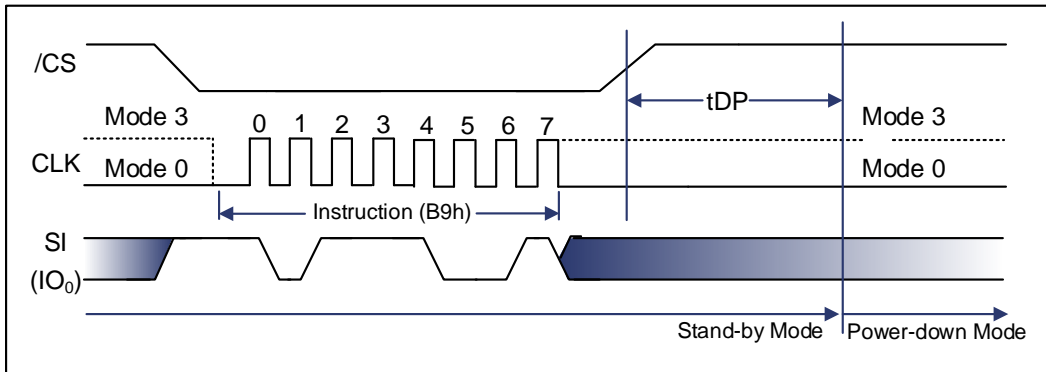 /CS
tDP
Mode 3
0 1 2 3 4 5 6 7
Mode 3
CLK
Mode 0
Mode 0
Instruction (B9h)
SI
(IO₀)
Stand-by Mode
Power-down Mode